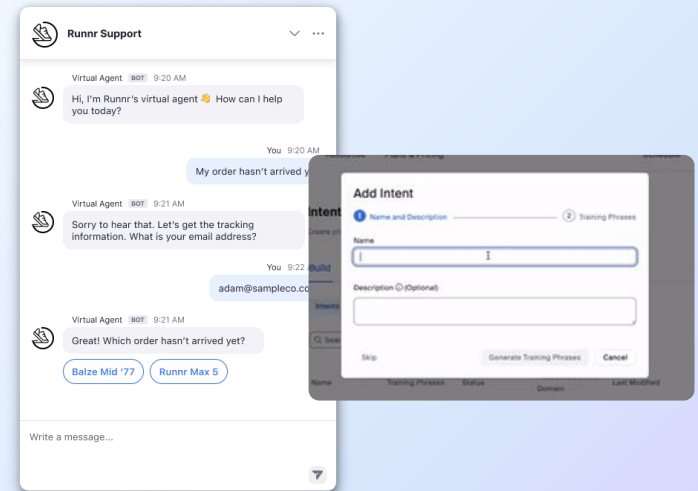 Runnr Support
Virtual Agent BOT 9:20 AM
Hi, I'm Runnr's virtual agent 👋 How can I help
you today?
You 9:20 AM
My order hasn't arrived y
Virtual Agent BOT 9:21 AM
Sorry to hear that. Let's get the tracking
information. What is your email address?
You 9:22
adam@sampleco.co
Virtual Agent BOT 9:21 AM
Great! Which order hasn't arrived yet?
Balze Mid '77
Runnr Max 5
Write a message...
Plans & Pricing
Add Intent
1 Name and Description
2 Training Phrases
Name
Description (Optional)
Skip
Generate Training Phrases
Cancel
Intent
Build
Intents
Name
Training Phrases
Status
Domain
Last Modified